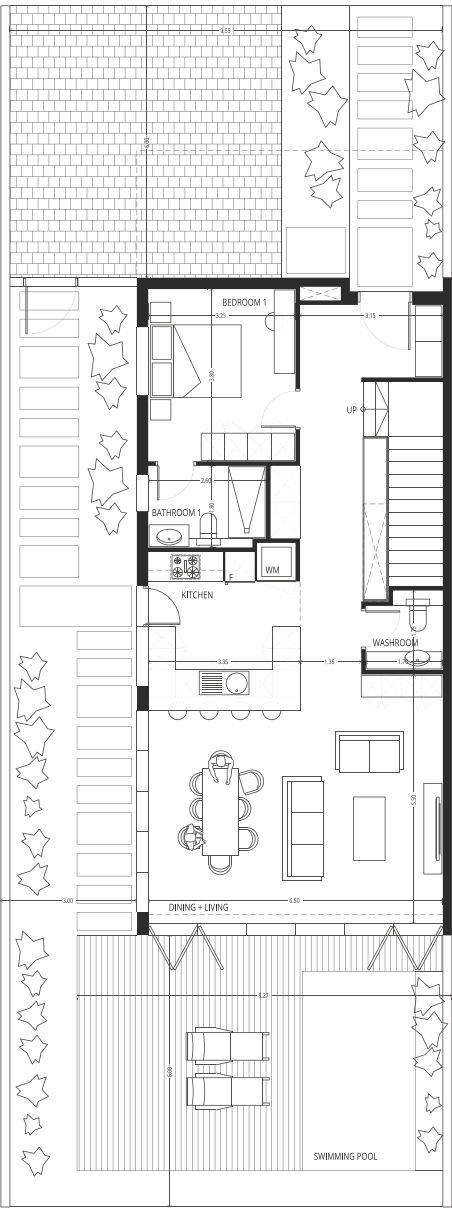 9.55
6.00
BEDROOM 1
3.25
3.15
3.80
UP
2.60
BATHROOM 1
1.80
F
WM
KITCHEN
WASHROOM
3.35
1.35
5.50
3.00
6.50
DINING + LIVING
8.27
6.00
SWIMMING POOL